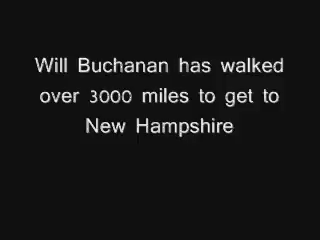 Will Buchanan has walked
over 3000 miles to get to
New Hampshire